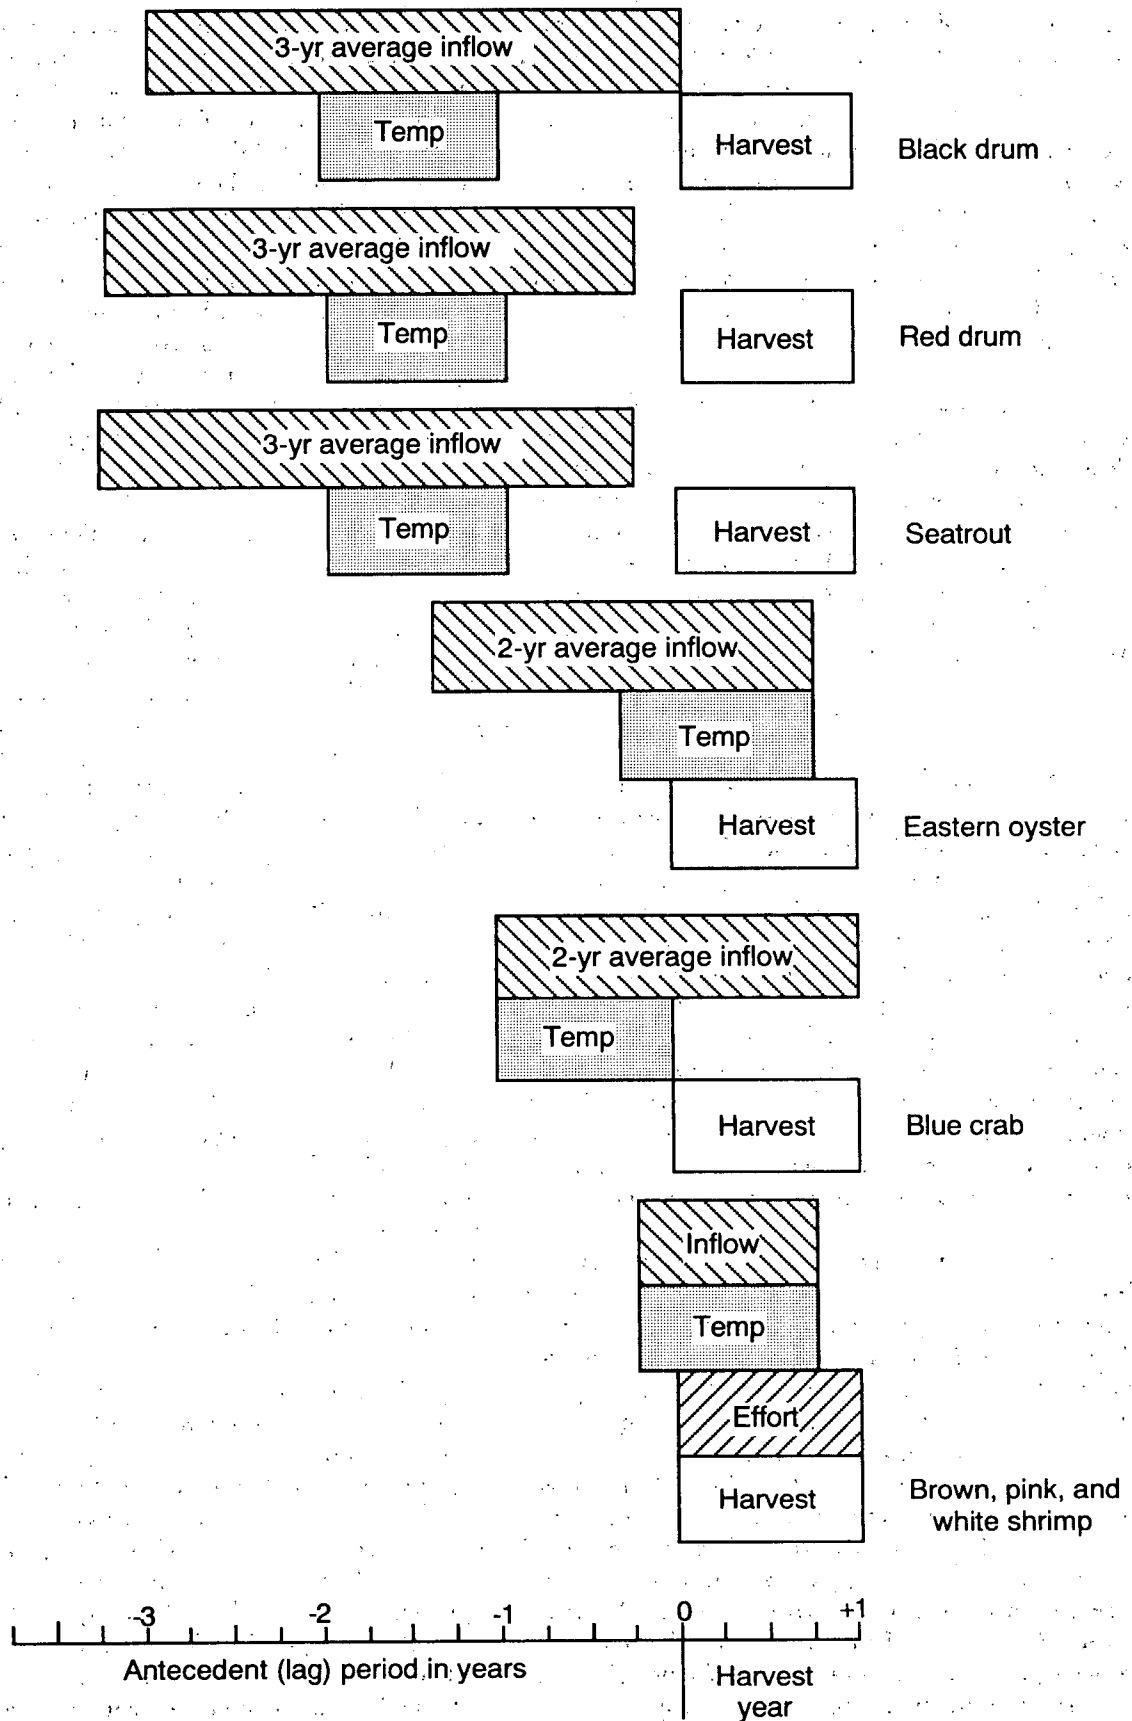 3-yr average inflow
Temp
Harvest
Black drum
3-yr average inflow
Temp
Harvest
Red drum
3-yr average inflow
Temp
Harvest
Seatrout
2-yr average inflow
Temp
Harvest
Eastern oyster
2-yr average inflow
Temp
Harvest
Blue crab
Inflow
Temp
Effort
Harvest
Brown, pink, and
white shrimp
-3 -2 -1 0 +1
Antecedent (lag) period in years
Harvest
year